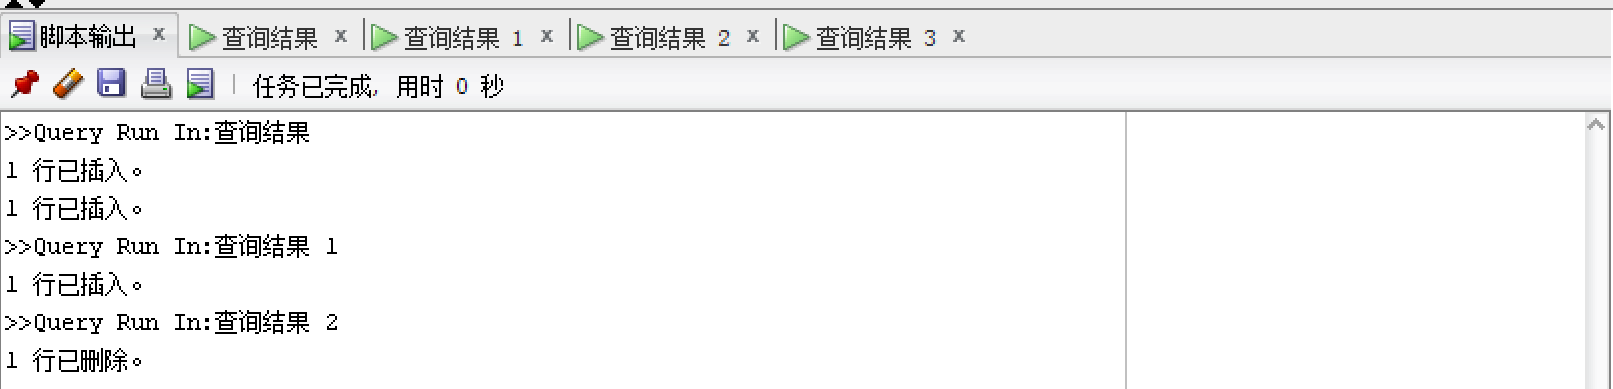 脚本输出 x 查询结果 x 查询结果 1 x 查询结果 2 x 查询结果 3 x
任务已完成, 用时 0 秒
>>Query Run In:查询结果
1 行已插入。
1 行已插入。
>>Query Run In:查询结果 1
1 行已插入。
>>Query Run In:查询结果 2
1 行已删除。